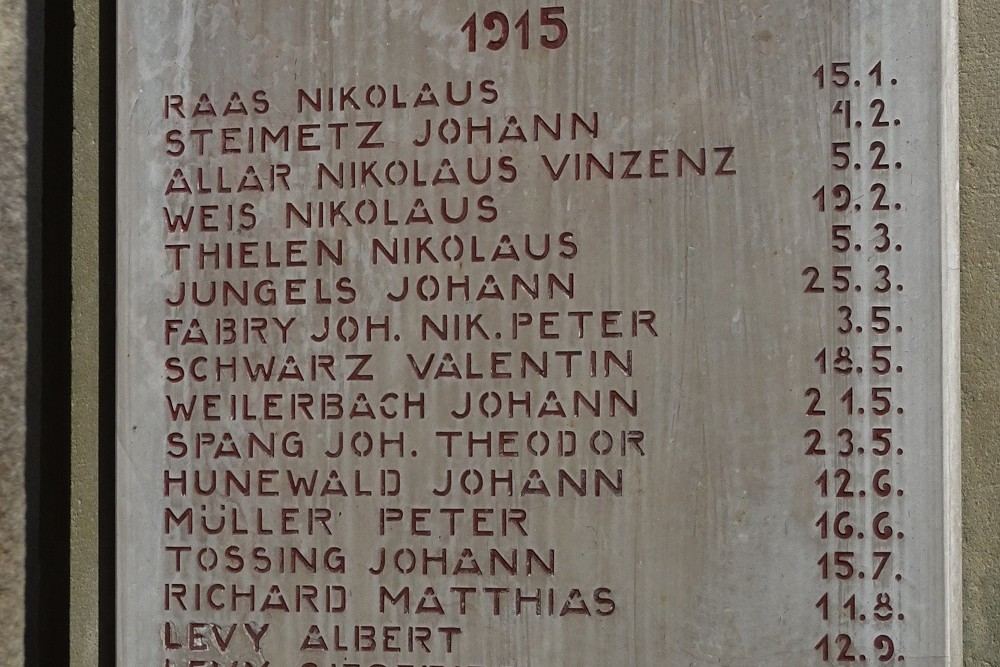 1915
RAAS NIKOLAUS 15.1.
STEIMETZ JOHANN 4.2.
ALLAR NIKOLAUS VINZENZ 5.2.
WEIS NIKOLAUS 19.2.
THIELEN NIKOLAUS 5.3.
JUNGELS JOHANN 25.3.
FABRY JOH. NIK. PETER 3.5.
SCHWARZ VALENTIN 18.5.
WEILERBACH JOHANN 21.5.
SPANG JOH. THEODOR 23.5.
HUNEWALD JOHANN 12.6.
MÜLLER PETER 16.6.
TOSSING JOHANN 15.7.
RICHARD MATTHIAS 11.8.
LEVY ALBERT 12.9.
LEVY